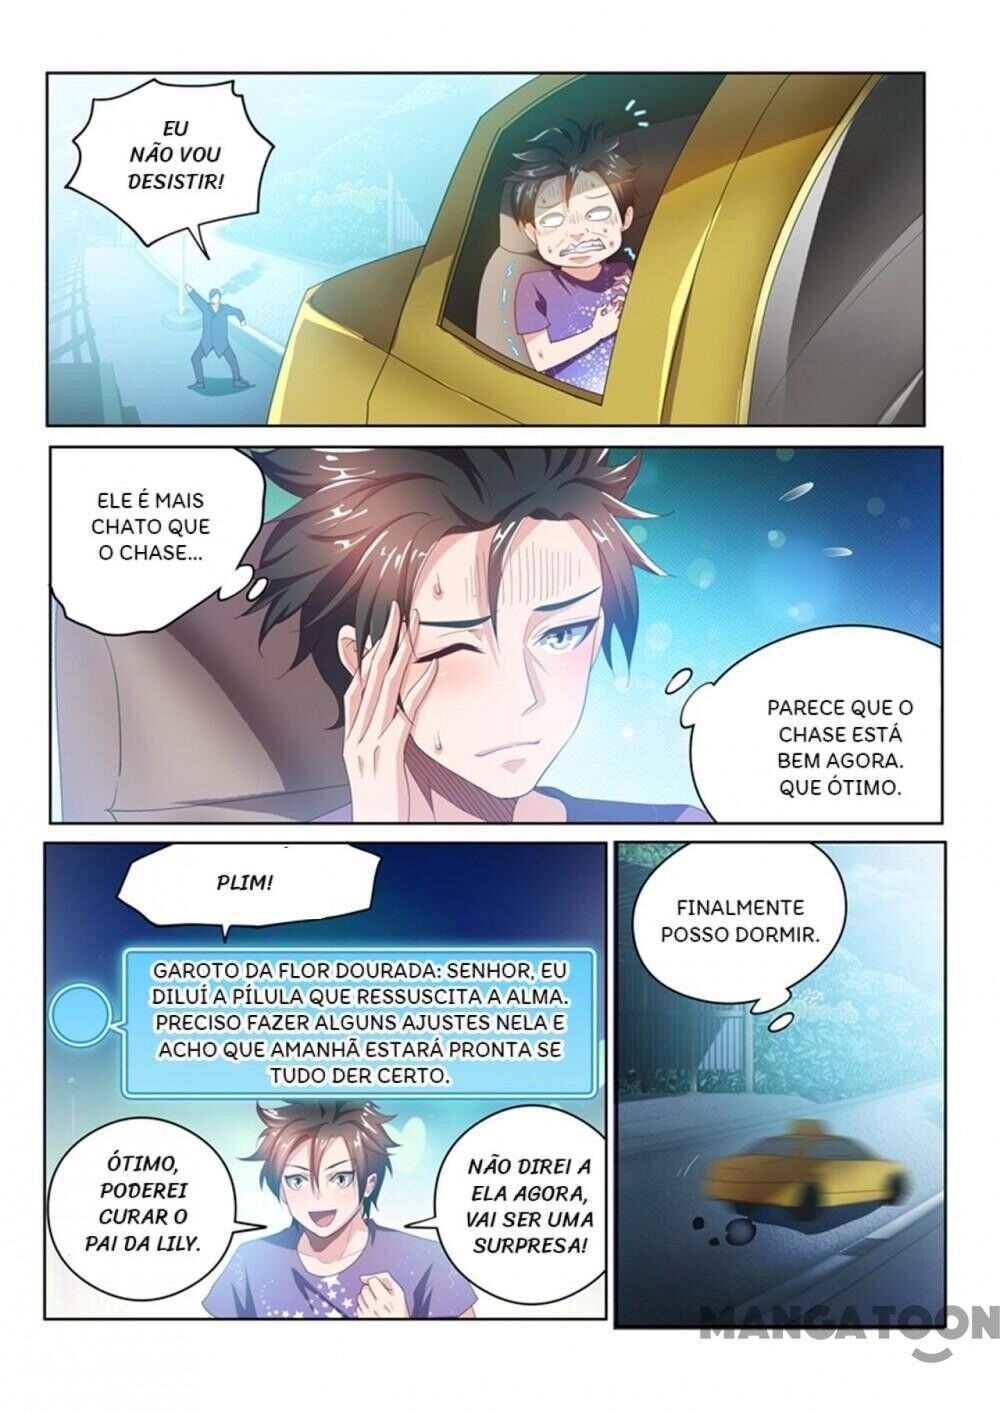 EU
NÃO VOU
DESISTIR!
ELE É MAIS
CHATO QUE
O CHASE...
PARECE QUE O
CHASE ESTÁ
BEM AGORA.
QUE ÓTIMO.
PLIM!
GAROTO DA FLOR DOURADA: SENHOR, EU
DILUÍ A PÍLULA QUE RESSUSCITA A ALMA.
PRECISO FAZER ALGUNS AJUSTES NELA E
ACHO QUE AMANHÃ ESTARÁ PRONTA SE
TUDO DER CERTO.
ÓTIMO,
PODEREI
CURAR O
PAI DA LILY.
NÃO DIREI A
ELA AGORA,
VAI SER UMA
SURPRESA!
FINALMENTE
POSSO DORMIR.
MANGATOON